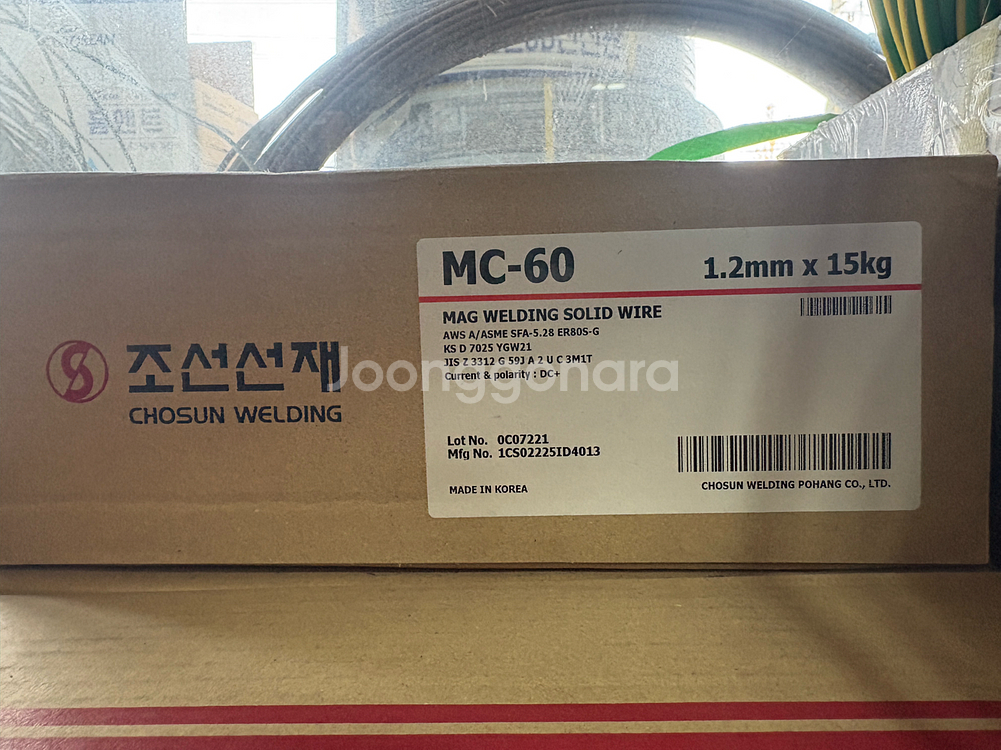 MC-60
1.2mm x 15kg
MAG WELDING SOLID WIRE
AWS A/ASME SFA-5.28 ER80S-G
KS D 7025 YGW21
JIS Z 3312 G 59J A 2 U C 3M1T
Current & polarity : DC+
조선선재
CHOSUN WELDING
Joonggonara
Lot No. 0C07221
Mfg No. 1CS02225ID4013
MADE IN KOREA
CHOSUN WELDING POHANG CO., LTD.